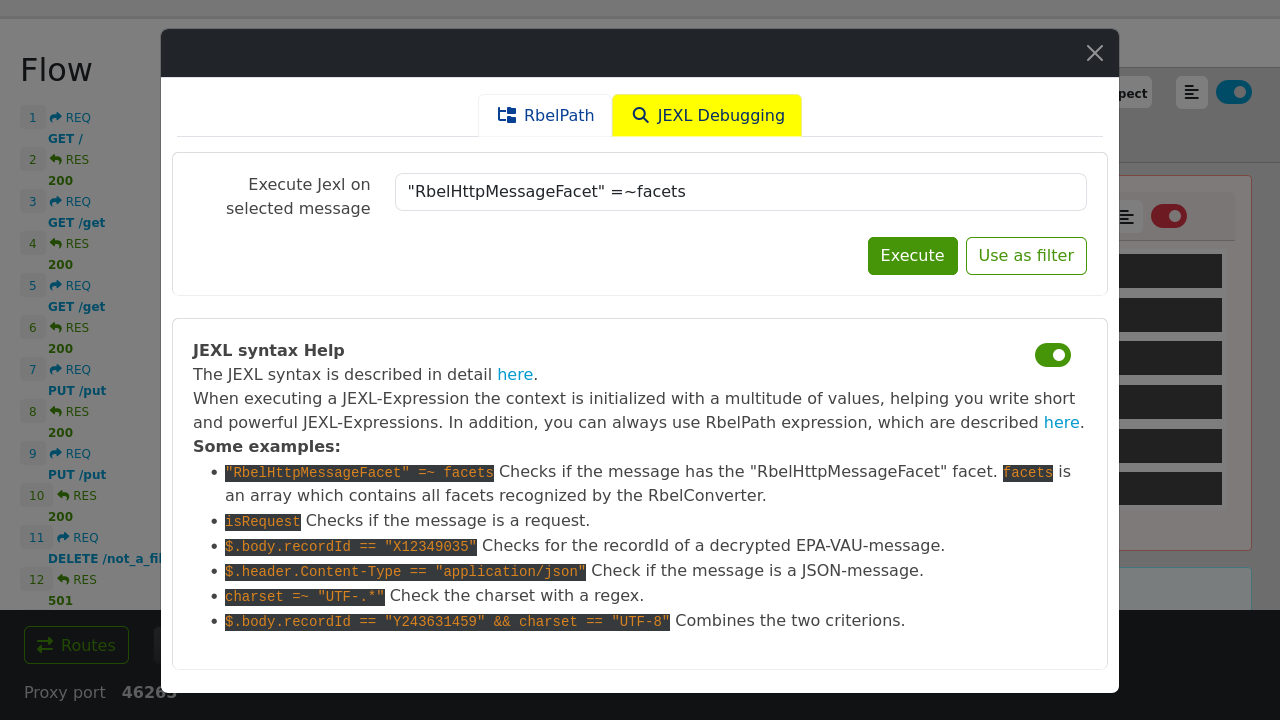 Flow
1 REQ
GET /
2 RES
200
3 REQ
GET /get
4 RES
200
5 REQ
GET /get
6 RES
200
7 REQ
PUT /put
8 RES
200
9 REQ
PUT /put
10 RES
200
11 REQ
DELETE /not_a_fil
12 RES
501
Routes
Proxy port 46263
pect
RbelPath
JEXL Debugging
Execute Jexl on
selected message
"RbelHttpMessageFacet" =~facets
Execute
Use as filter
JEXL syntax Help
The JEXL syntax is described in detail here.
When executing a JEXL-Expression the context is initialized with a multitude of values, helping you write short
and powerful JEXL-Expressions. In addition, you can always use RbelPath expression, which are described here.
Some examples:
• "RbelHttpMessageFacet" =~ facets Checks if the message has the "RbelHttpMessageFacet" facet. facets is
an array which contains all facets recognized by the RbelConverter.
• isRequest Checks if the message is a request.
• $.body.recordId == "X12349035" Checks for the recordId of a decrypted EPA-VAU-message.
• $.header.Content-Type == "application/json" Check if the message is a JSON-message.
• charset =~ "UTF-.*" Check the charset with a regex.
• $.body.recordId == "Y243631459" && charset == "UTF-8" Combines the two criterions.